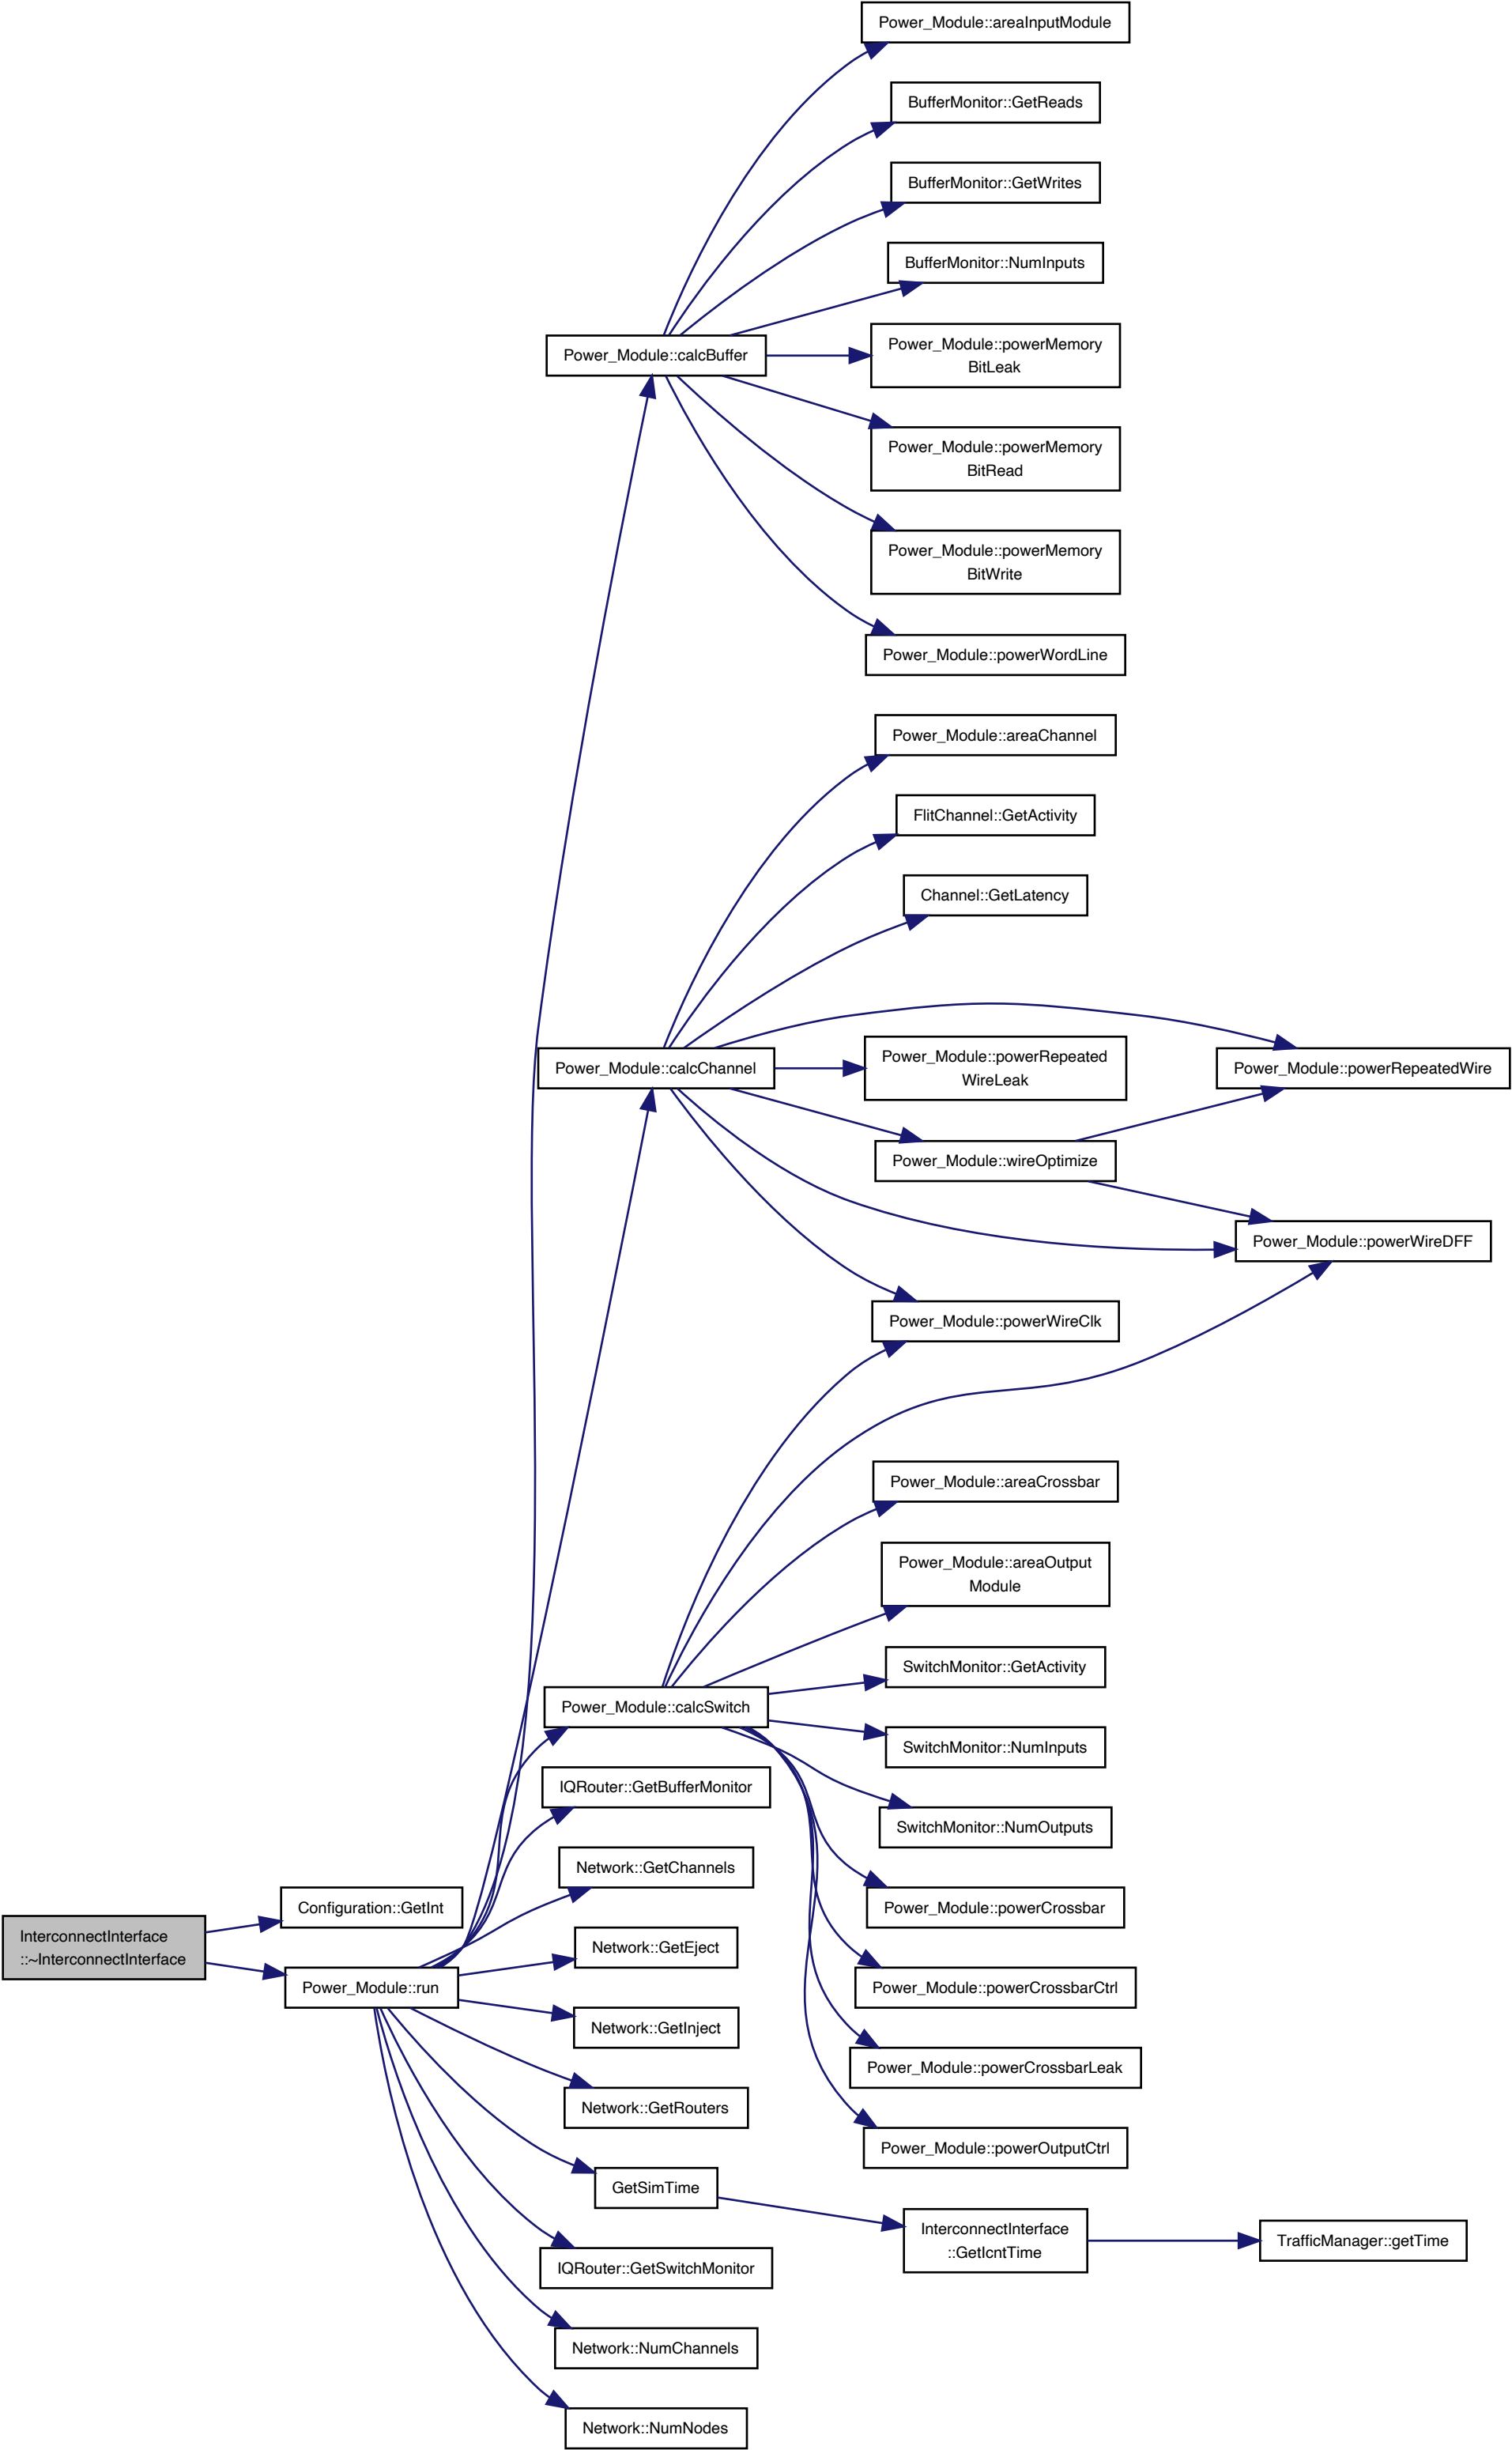 Power_Module::areaInputModule
BufferMonitor::GetReads
BufferMonitor::GetWrites
BufferMonitor::NumInputs
Power_Module::calcBuffer
Power_Module::powerMemory
BitLeak
Power_Module::powerMemory
BitRead
Power_Module::powerMemory
BitWrite
Power_Module::powerWordLine
Power_Module::areaChannel
FlitChannel::GetActivity
Channel::GetLatency
Power_Module::calcChannel
Power_Module::powerRepeated
WireLeak
Power_Module::powerRepeatedWire
Power_Module::wireOptimize
Power_Module::powerWireDFF
Power_Module::powerWireClk
Power_Module::areaCrossbar
Power_Module::areaOutput
Module
SwitchMonitor::GetActivity
Power_Module::calcSwitch
SwitchMonitor::NumInputs
IQRouter::GetBufferMonitor
SwitchMonitor::NumOutputs
Network::GetChannels
Configuration::GetInt
Power_Module::powerCrossbar
InterconnectInterface
::~InterconnectInterface
Network::GetEject
Power_Module::run
Power_Module::powerCrossbarCtrl
Network::GetInject
Power_Module::powerCrossbarLeak
Network::GetRouters
Power_Module::powerOutputCtrl
GetSimTime
InterconnectInterface
::GetIcntTime
TrafficManager::getTime
IQRouter::GetSwitchMonitor
Network::NumChannels
Network::NumNodes